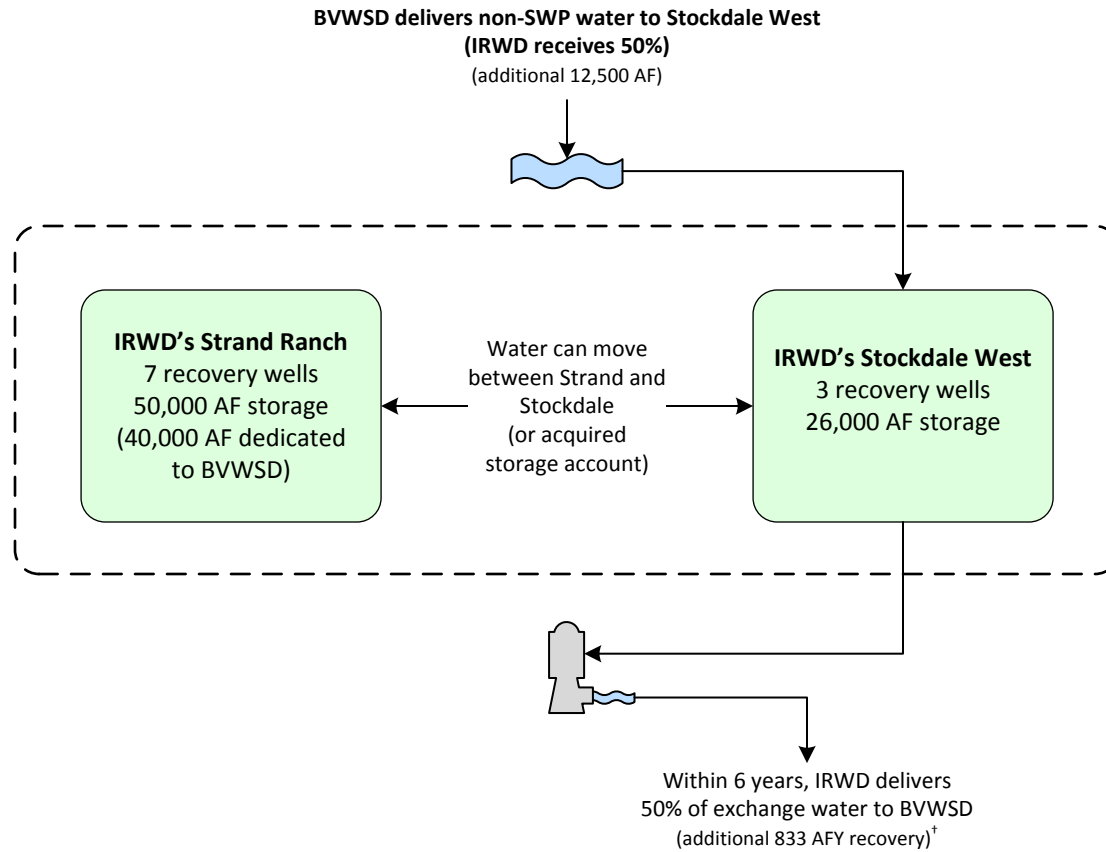 BVWSD delivers non-SWP water to Stockdale West
(IRWD receives 50%)
(additional 12,500 AF)
IRWD’s Strand Ranch
7 recovery wells
50,000 AF storage
(40,000 AF dedicated
to BVWSD)
Water can move
between Strand and
Stockdale
(or acquired
storage account)
IRWD’s Stockdale West
3 recovery wells
26,000 AF storage
Within 6 years, IRWD delivers
50% of exchange water to BVWSD
(additional 833 AFY recovery)†